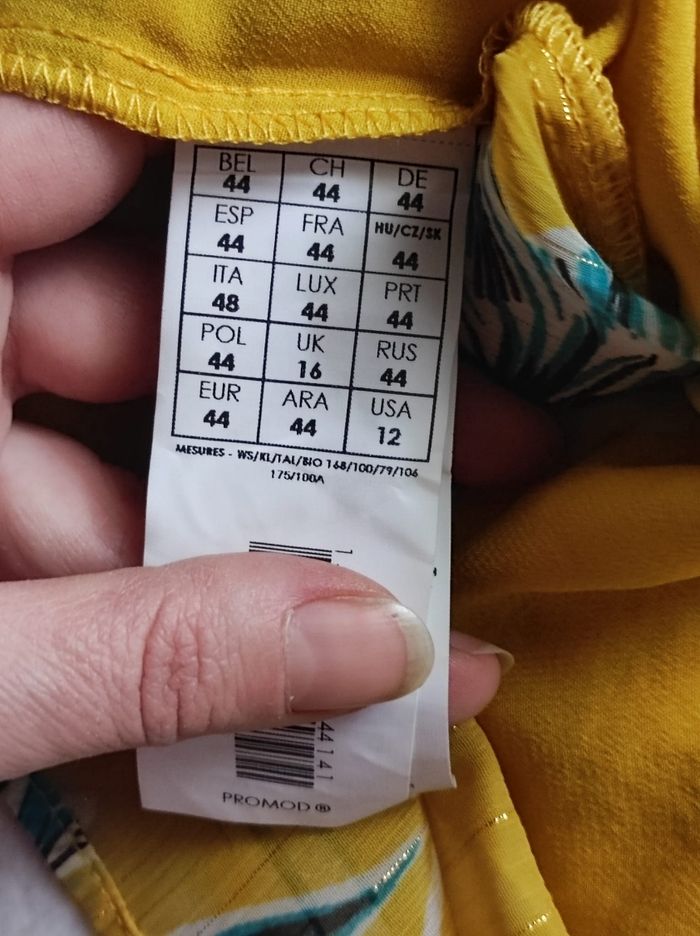 BEL CH DE
44 44 44
ESP FRA HU/CZ/SK
44 44 44
ITA LUX PRT
48 44 44
POL UK RUS
44 16 44
EUR ARA USA
44 44 12
MESURES - WS/KL/TAL/BIO 168/100/79/106
175/100A
44141
PROMOD ®